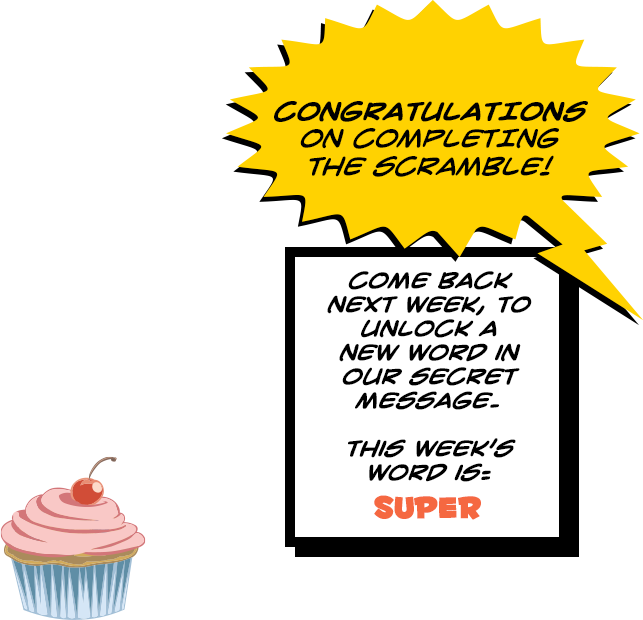 CONGRATULATIONS
ON COMPLETING
THE SCRAMBLE!
COME BACK
NEXT WEEK, TO
UNLOCK A
NEW WORD IN
OUR SECRET
MESSAGE.
THIS WEEK'S
WORD IS:
SUPER